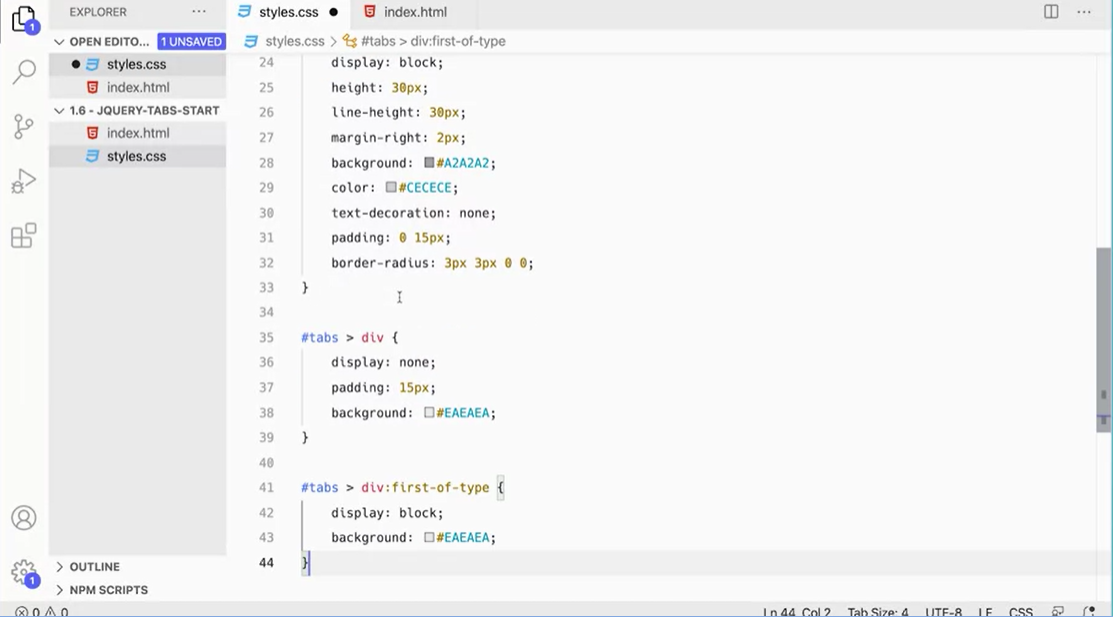 EXPLORER ...
styles.css ●
index.html
...
1
OPEN EDITO... 1 UNSAVED
styles.css > #tabs > div:first-of-type
● styles.css
index.html
1.6 - JQUERY-TABS-START
index.html
styles.css
24 display: block;
25 height: 30px;
26 line-height: 30px;
27 margin-right: 2px;
28 background: #A2A2A2;
29 color: #CECECE;
30 text-decoration: none;
31 padding: 0 15px;
32 border-radius: 3px 3px 0 0;
33 }
34
35 #tabs > div {
36 display: none;
37 padding: 15px;
38 background: #EAEAEA;
39 }
40
41 #tabs > div:first-of-type {
42 display: block;
43 background: #EAEAEA;
44 }
OUTLINE
NPM SCRIPTS
1
0 0
Ln 44, Col 2 Tab Size: 4 UTF-8 LF CSS